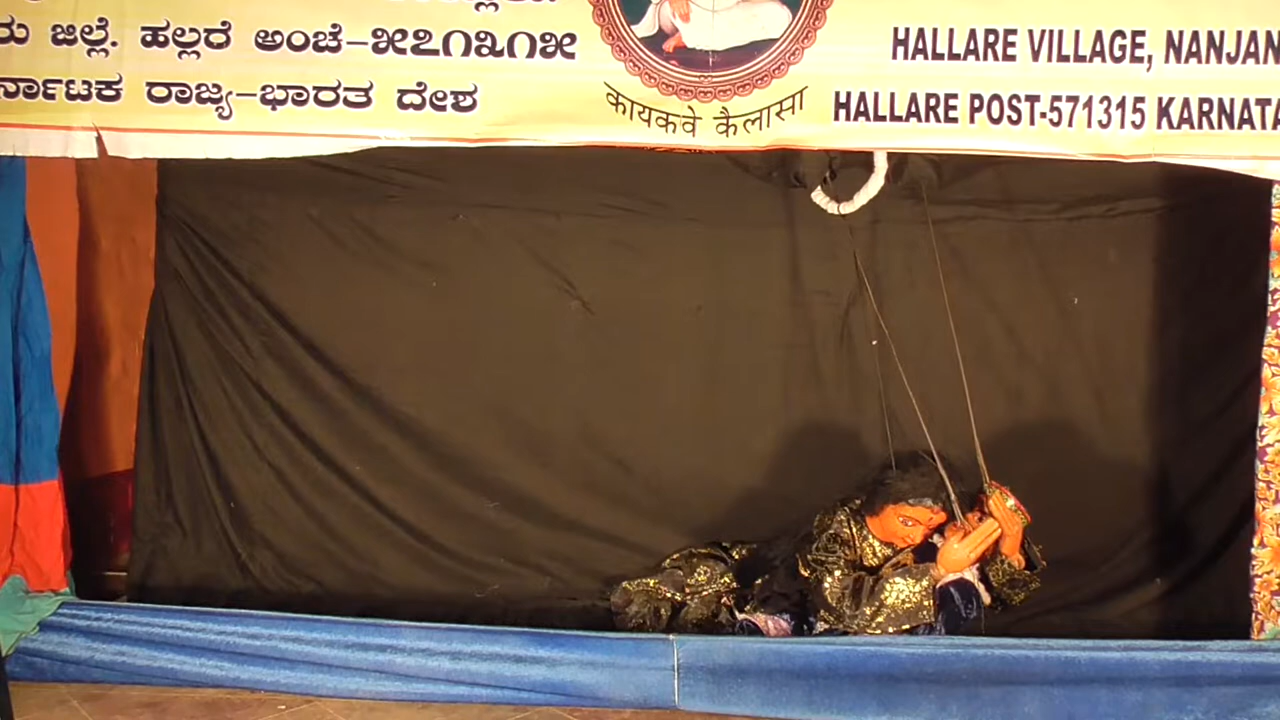 ರು ಜಿಲ್ಲೆ. ಹಲ್ಲರೆ ಅಂಚೆ-೫೭೧೩೧೫
ರ್ನಾಟಕ ರಾಜ್ಯ-ಭಾರತ ದೇಶ
कायकवे कैलासा
HALLARE VILLAGE, NANJAN
HALLARE POST-571315 KARNATA